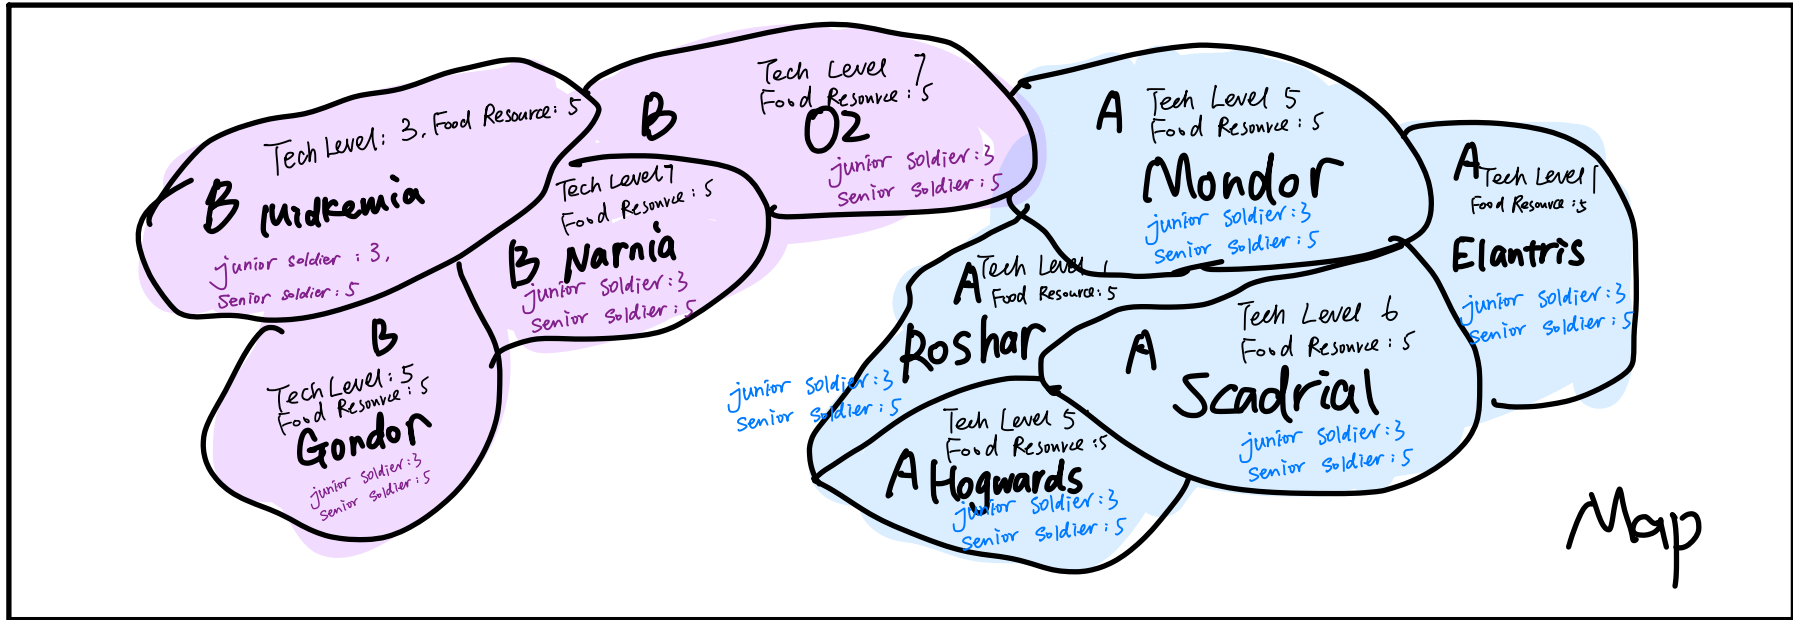 Tech Level: 3, Food Resource: 5
B Midkemia
junior soldier : 3,
senior soldier: 5
Tech Level 7
Food Resource: 5
B
Oz
junior soldier:3
senior soldier: 5
Tech Level 7
Food Resource: 5
B Narnia
junior soldier:3
senior soldier: 5
B
Tech Level: 5
Food Resource: 5
Gondor
junior soldier:3
senior soldier: 5
A
Tech Level 5
Food Resource: 5
Mondor
junior soldier:3
senior soldier: 5
A
Tech Level 1
Food Resource: 5
Elantris
junior soldier:3
senior soldier: 5
A
Tech Level 1
Food Resource: 5
Roshar
junior soldier:3
senior soldier: 5
A
Tech Level 6
Food Resource: 5
Scadrial
junior soldier:3
senior soldier: 5
Tech Level 5
Food Resource:5
A Hogwards
junior soldier:3
senior soldier: 5
Map